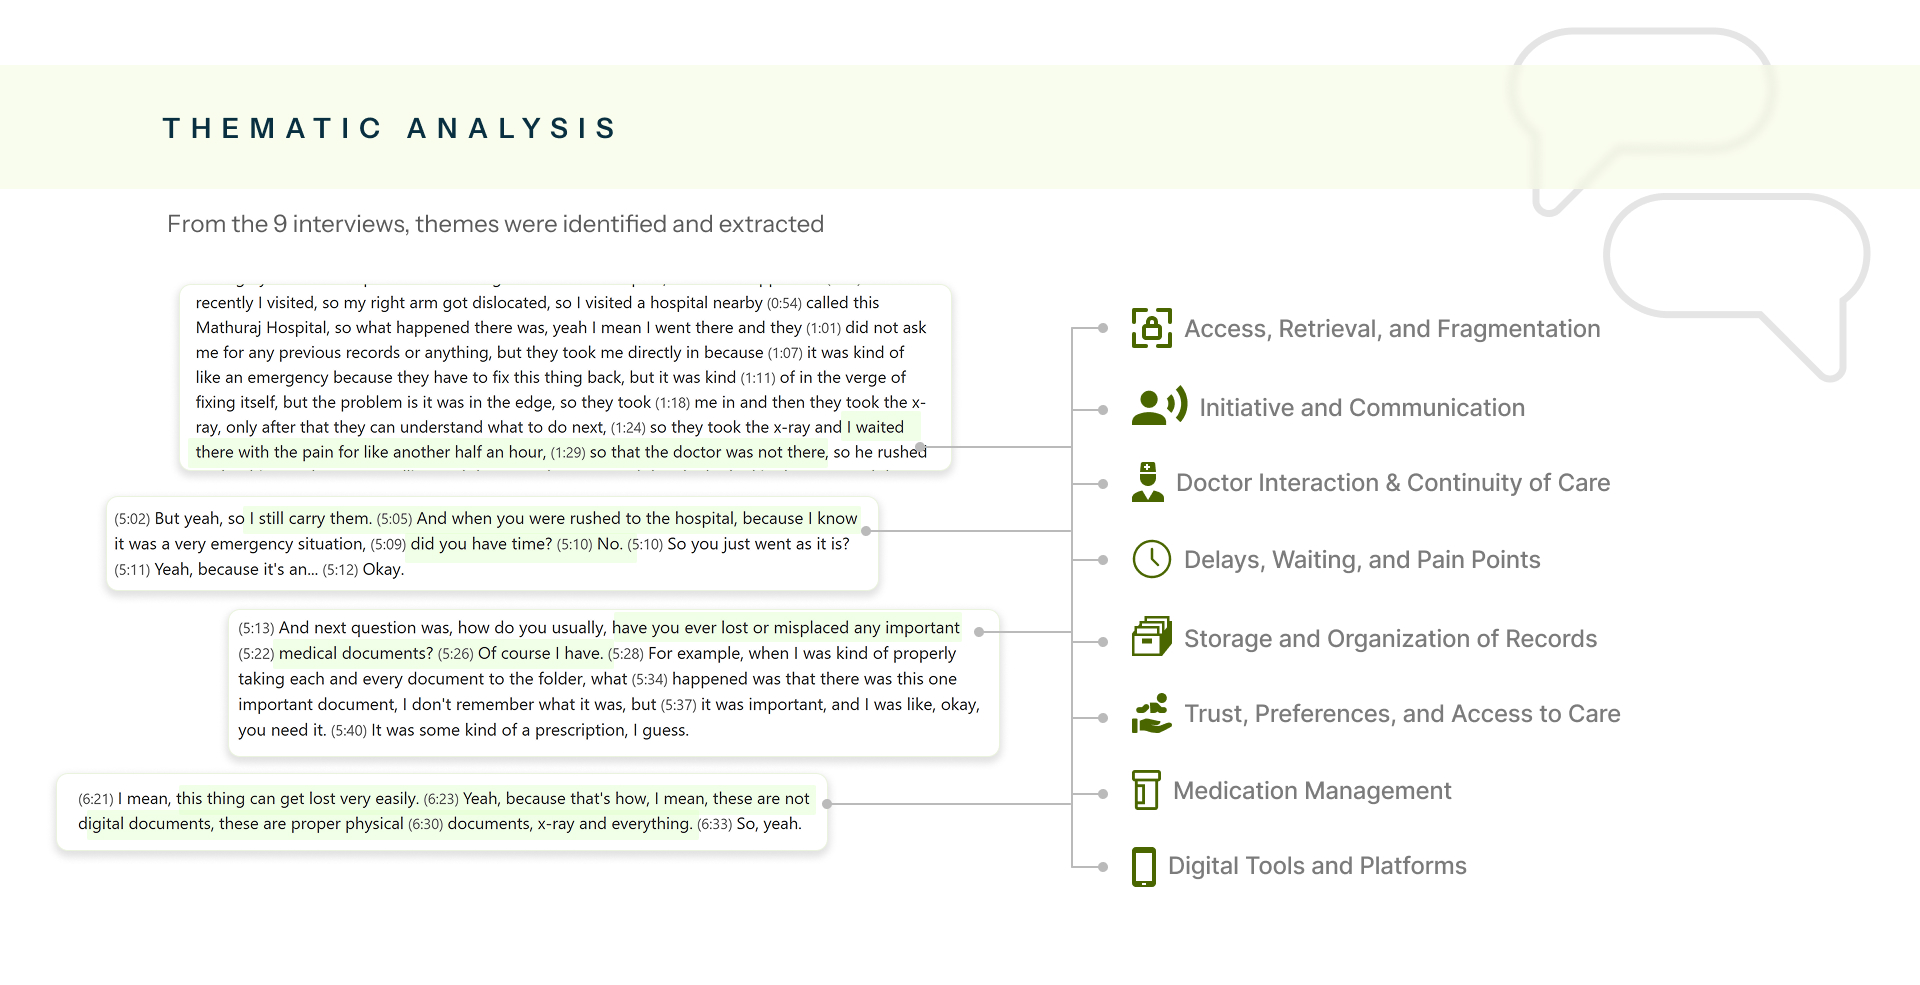 THEMATIC ANALYSIS
From the 9 interviews, themes were identified and extracted
recently I visited, so my right arm got dislocated, so I visited a hospital nearby (0:54) called this
Mathuraj Hospital, so what happened there was, yeah I mean I went there and they (1:01) did not ask
me for any previous records or anything, but they took me directly in because (1:07) it was kind of
like an emergency because they have to fix this thing back, but it was kind (1:11) of in the verge of
fixing itself, but the problem is it was in the edge, so they took (1:18) me in and then they took the x-
ray, only after that they can understand what to do next, (1:24) so they took the x-ray and I waited
there with the pain for like another half an hour, (1:29) so that the doctor was not there, so he rushed
(5:02) But yeah, so I still carry them. (5:05) And when you were rushed to the hospital, because I know
it was a very emergency situation, (5:09) did you have time? (5:10) No. (5:10) So you just went as it is?
(5:11) Yeah, because it's an... (5:12) Okay.
(5:13) And next question was, how do you usually, have you ever lost or misplaced any important
(5:22) medical documents? (5:26) Of course I have. (5:28) For example, when I was kind of properly
taking each and every document to the folder, what (5:34) happened was that there was this one
important document, I don't remember what it was, but (5:37) it was important, and I was like, okay,
you need it. (5:40) It was some kind of a prescription, I guess.
(6:21) I mean, this thing can get lost very easily. (6:23) Yeah, because that's how, I mean, these are not
digital documents, these are proper physical (6:30) documents, x-ray and everything. (6:33) So, yeah.
Access, Retrieval, and Fragmentation
Initiative and Communication
Doctor Interaction & Continuity of Care
Delays, Waiting, and Pain Points
Storage and Organization of Records
Trust, Preferences, and Access to Care
Medication Management
Digital Tools and Platforms